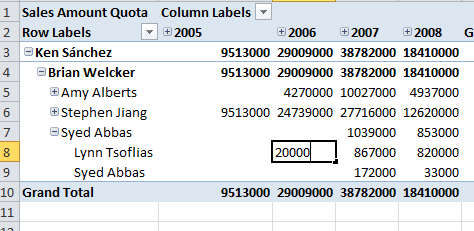 1 Sales Amount Quota Column Labels
2 Row Labels 2005 2006 2007 2008 G
3 Ken Sánchez 9513000 29009000 38782000 18410000
4 Brian Welcker 9513000 29009000 38782000 18410000
5 Amy Alberts 4270000 10027000 4937000
6 Stephen Jiang 9513000 24739000 27716000 12620000
7 Syed Abbas 1039000 853000
8 Lynn Tsoflias 20000 867000 820000
9 Syed Abbas 172000 33000
10 Grand Total 9513000 29009000 38782000 18410000
11